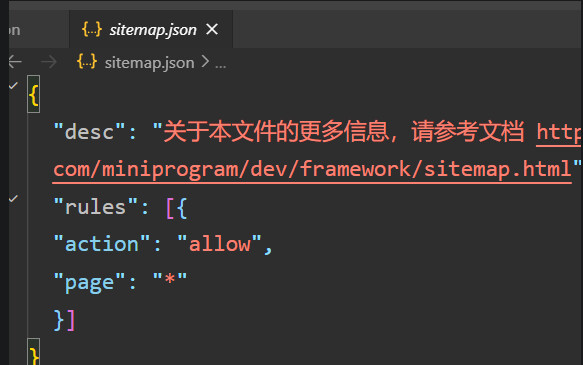 on
{..} sitemap.json ×
← → {..} sitemap.json > ...
{
"desc": "关于本文件的更多信息，请参考文档 http
com/miniprogram/dev/framework/sitemap.html"
"rules": [{
"action": "allow",
"page": "*"
}]
}